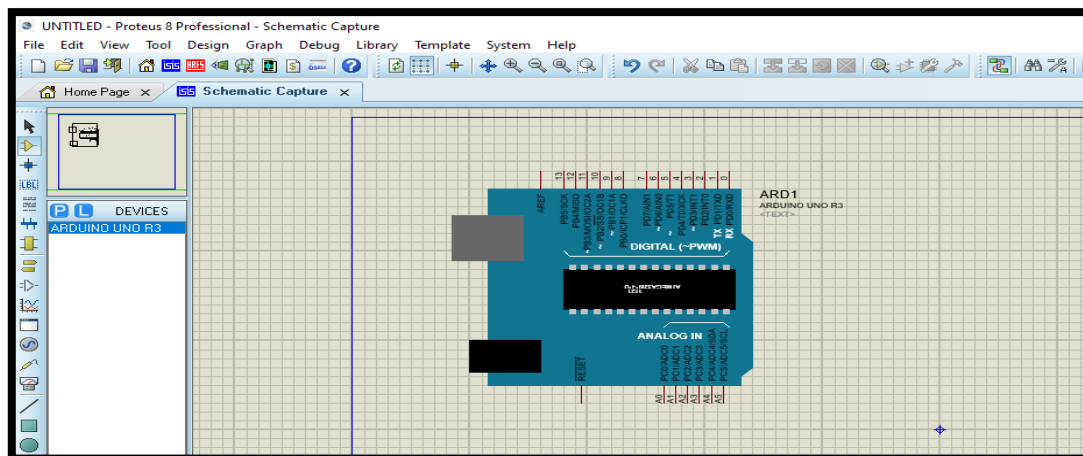 UNTITLED - Proteus 8 Professional - Schematic Capture
File Edit View Tool Design Graph Debug Library Template System Help
Home Page Schematic Capture
P L DEVICES
ARDUINO UNO R3
LBL
13 12 11 10 9 8 7 6 5 4 3 2 1 0
AREF
PB5/SCK
PB4/MISO
PB3/MOSI/OC2A
PB2/SS/OC1B
PB1/OC1A
PB0/ICP1/CLKO
PD7/AIN1
PD6/AIN0
PD5/T1
PD4/T0/XCK
PD3/INT1
PD2/INT0
PD1/TXD
PD0/RXD
TX
RX
ARD1
ARDUINO UNO R3
<TEXT>
DIGITAL (~PWM)
ANALOG IN
RESET
PC0/ADC0
PC1/ADC1
PC2/ADC2
PC3/ADC3
PC4/ADC4/SDA
PC5/ADC5/SCL
A0 A1 A2 A3 A4 A5